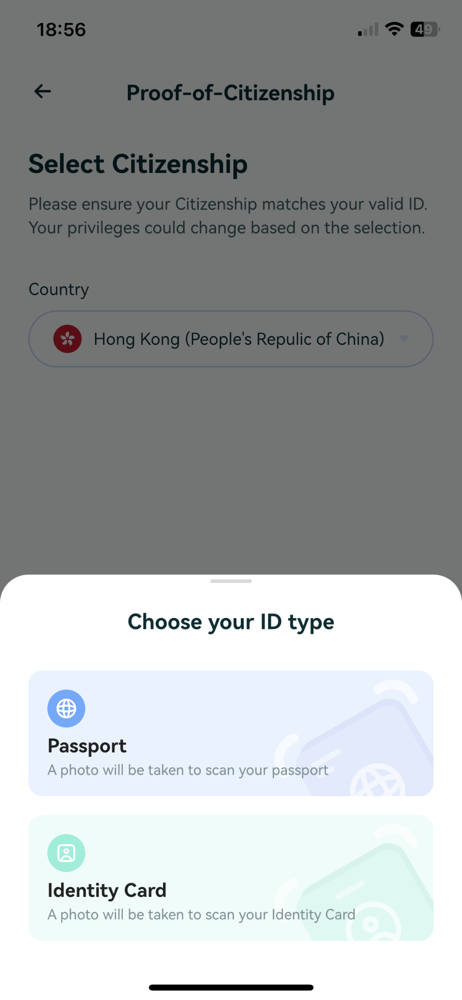 18:56
49
Proof-of-Citizenship
Select Citizenship
Please ensure your Citizenship matches your valid ID.
Your privileges could change based on the selection.
Country
Hong Kong (People's Repulic of China)
Choose your ID type
Passport
A photo will be taken to scan your passport
Identity Card
A photo will be taken to scan your Identity Card